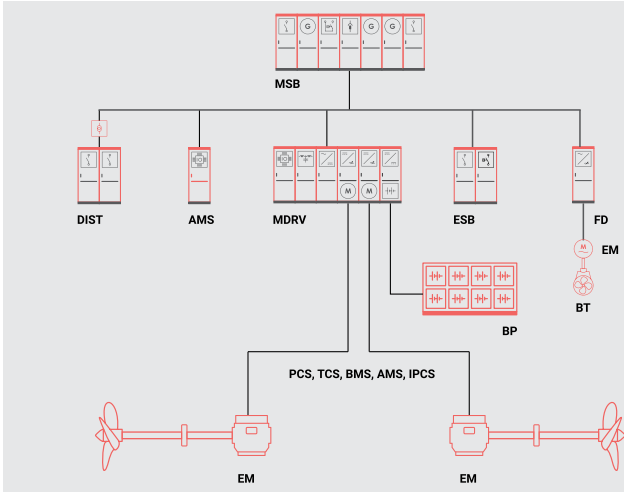 G
G
G
MSB
DIST
AMS
MDRV
M
M
ESB
FD
M
EM
BT
BP
PCS, TCS, BMS, AMS, IPCS
EM
EM